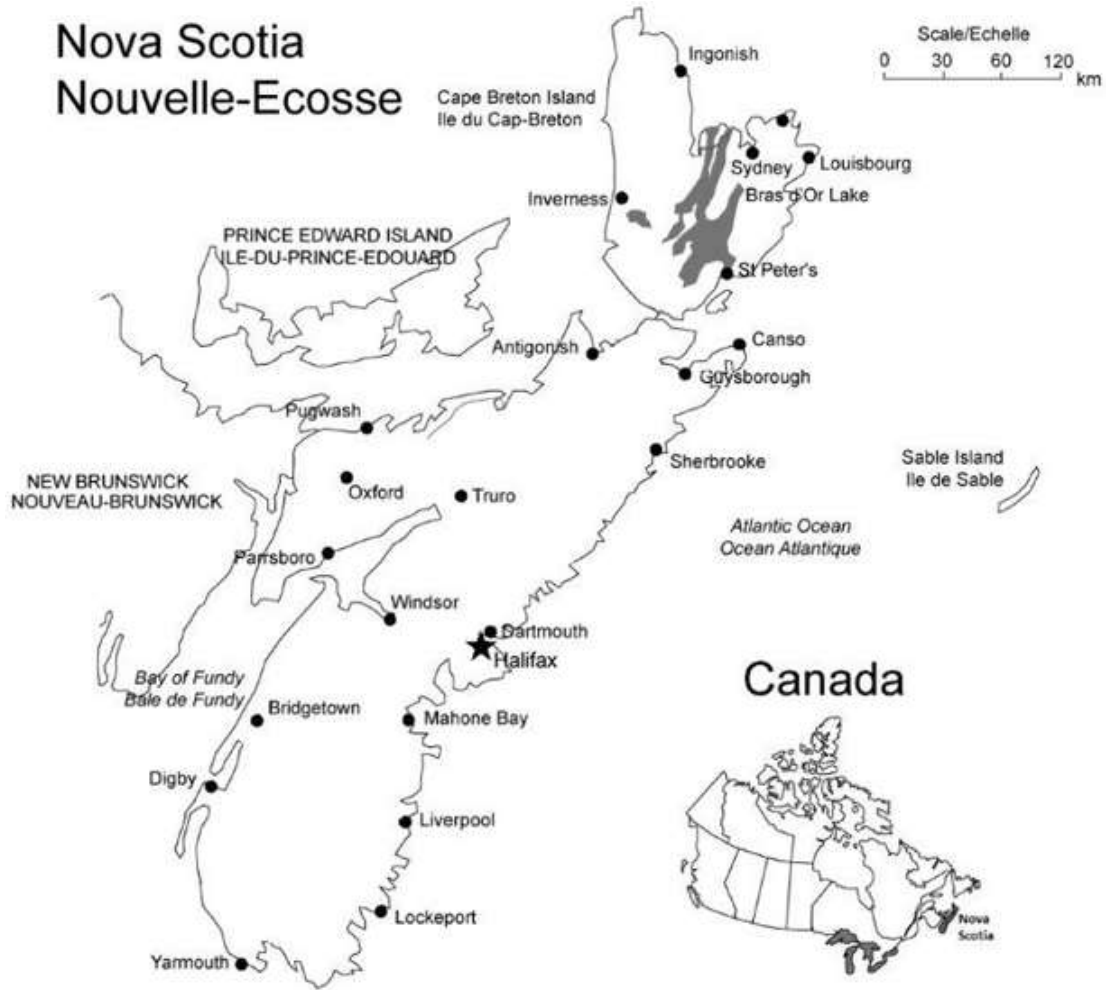 Nova Scotia
Nouvelle-Ecosse
Scale/Echelle
0 30 60 120
km
Ingonish
Cape Breton Island
Ile du Cap-Breton
Sydney
Louisbourg
Inverness
Bras d'Or Lake
PRINCE EDWARD ISLAND
ILE-DU-PRINCE-EDOUARD
St Peter's
Antigonish
Canso
Guysborough
Pugwash
Sherbrooke
Sable Island
Ile de Sable
NEW BRUNSWICK
NOUVEAU-BRUNSWICK
Oxford
Truro
Atlantic Ocean
Ocean Atlantique
Parrsboro
Windsor
Dartmouth
Halifax
Bay of Fundy
Baie de Fundy
Canada
Bridgetown
Mahone Bay
Digby
Liverpool
Lockeport
Nova
Scotia
Yarmouth